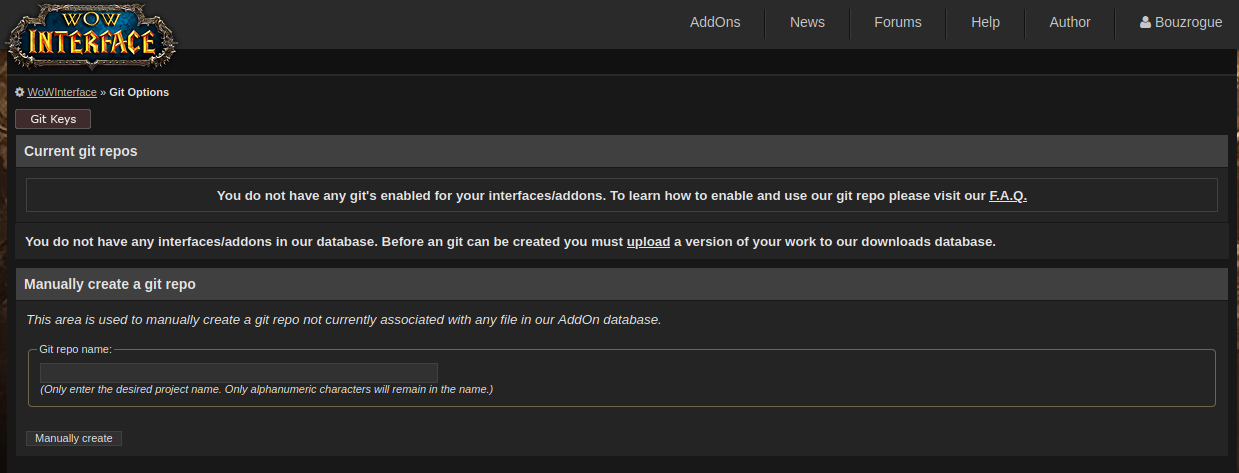 WOW
INTERFACE
AddOns
News
Forums
Help
Author
Bouzrogue
WoWInterface » Git Options
Git Keys
Current git repos
You do not have any git's enabled for your interfaces/addons. To learn how to enable and use our git repo please visit our F.A.Q.
You do not have any interfaces/addons in our database. Before an git can be created you must upload a version of your work to our downloads database.
Manually create a git repo
This area is used to manually create a git repo not currently associated with any file in our AddOn database.
Git repo name:
(Only enter the desired project name. Only alphanumeric characters will remain in the name.)
Manually create